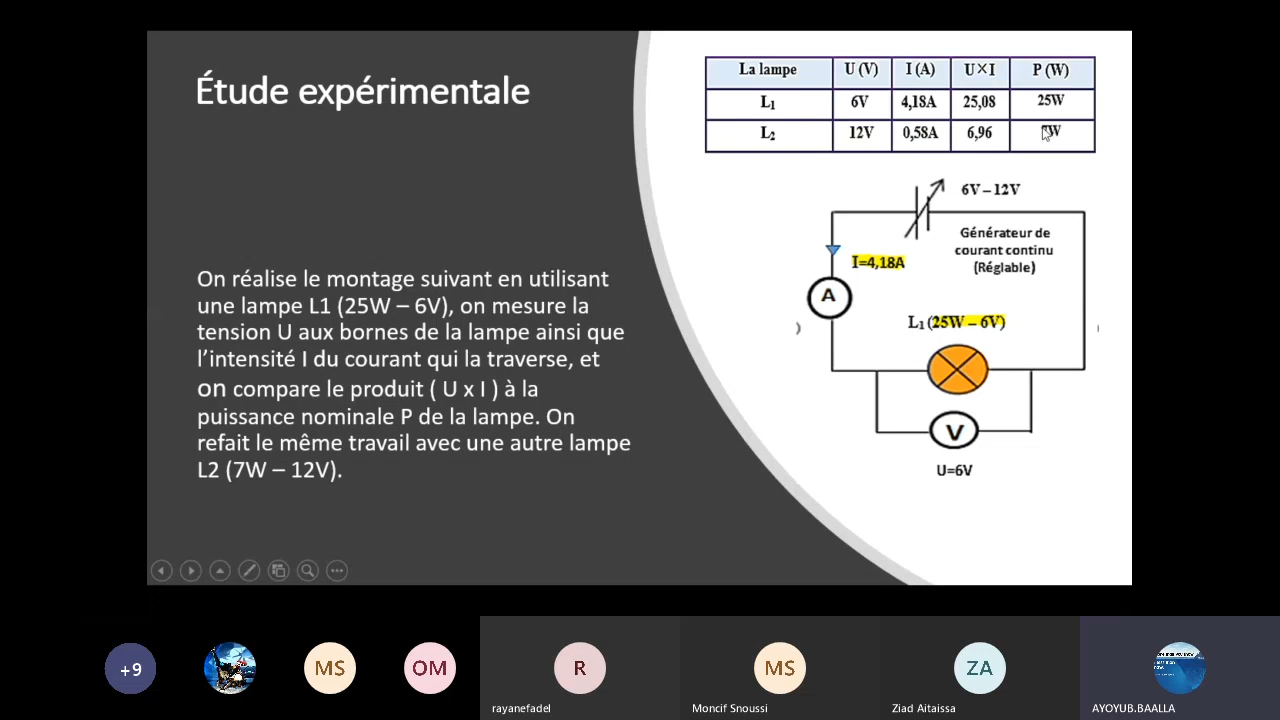 Étude expérimentale
On réalise le montage suivant en utilisant
une lampe L1 (25W – 6V), on mesure la
tension U aux bornes de la lampe ainsi que
l’intensité I du courant qui la traverse, et
on compare le produit ( U x I ) à la
puissance nominale P de la lampe. On
refait le même travail avec une autre lampe
L2 (7W – 12V).
La lampe U (V) I (A) U×I P (W)
L₁ 6V 4,18A 25,08 25W
L₂ 12V 0,58A 6,96 7W
6V – 12V
Générateur de
courant continu
(Réglable)
I=4,18A
A
L₁ (25W – 6V)
V
U=6V
+9 MS OM R MS ZA
rayanefadel Moncif Snoussi Ziad Aitaissa AYOYUB.BAALLA